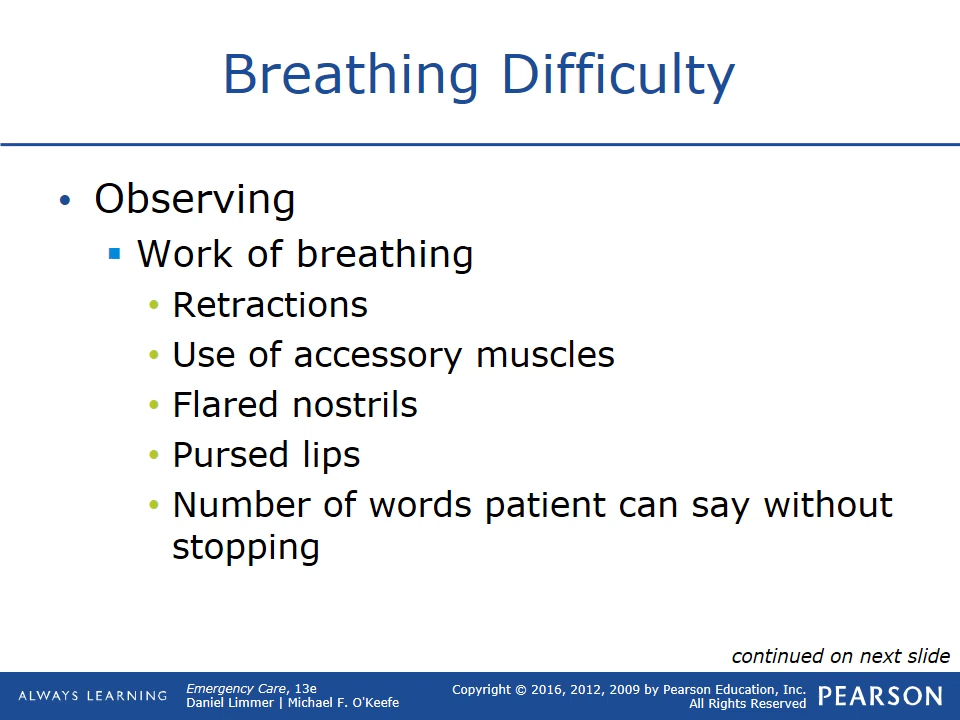 Breathing Difficulty
• Observing
▪ Work of breathing
• Retractions
• Use of accessory muscles
• Flared nostrils
• Pursed lips
• Number of words patient can say without
stopping
continued on next slide
ALWAYS LEARNING
Emergency Care, 13e
Daniel Limmer | Michael F. O'Keefe
Copyright © 2016, 2012, 2009 by Pearson Education, Inc.
All Rights Reserved
PEARSON